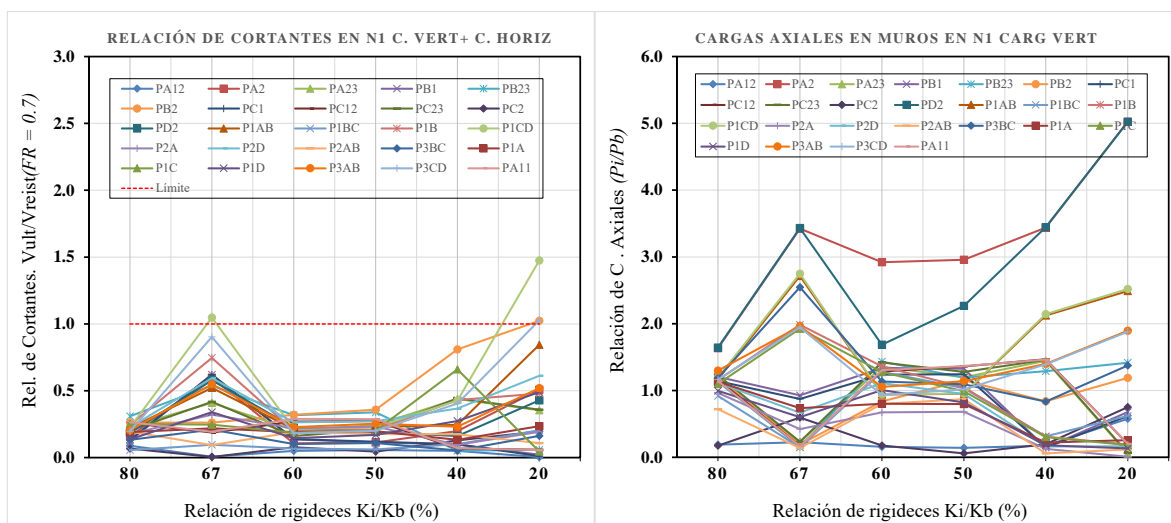 RELACIÓN DE CORTANTES EN N1 C. VERT+ C. HORIZ
3.0
2.5
2.0
1.5
1.0
0.5
0.0
Rel. de Cortantes. Vult/Vreist(FR = 0.7)
PA12 PA2 PA23 PB1 PB23
PB2 PC1 PC12 PC23 PC2
PD2 P1AB P1BC P1B P1CD
P2A P2D P2AB P3BC P1A
P1C P1D P3AB P3CD PA11
Límite
80 67 60 50 40 20
Relación de rigideces Ki/Kb (%)
CARGAS AXIALES EN MUROS EN N1 CARG VERT
6.0
5.0
4.0
3.0
2.0
1.0
0.0
Relación de C . Axiales (Pi/Pb)
PA12 PA2 PA23 PB1 PB23 PB2 PC1
PC12 PC23 PC2 PD2 P1AB P1BC P1B
P1CD P2A P2D P2AB P3BC P1A P1C
P1D P3AB P3CD PA11
80 67 60 50 40 20
Relación de rigideces Ki/Kb (%)